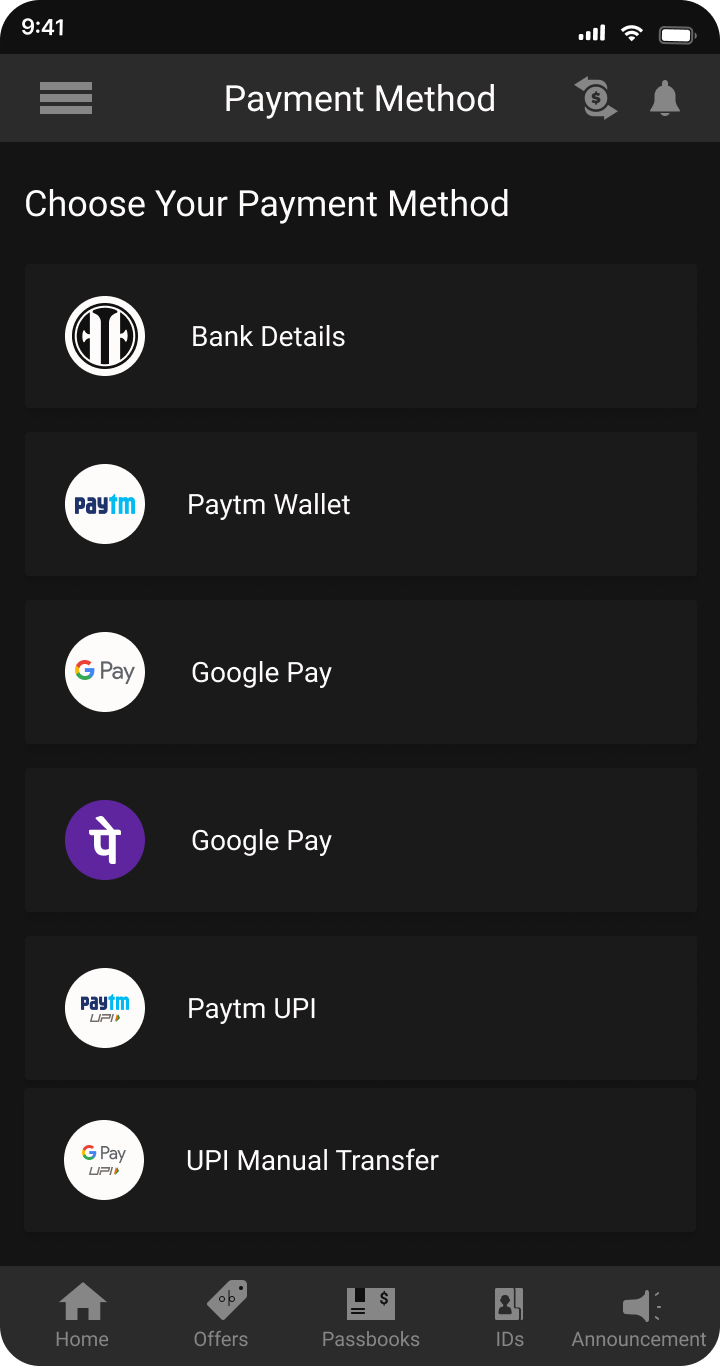 9:41
Payment Method
$
Choose Your Payment Method
Bank Details
paytm
Paytm Wallet
G Pay
Google Pay
पे
Google Pay
paytm
UPI
Paytm UPI
G Pay
UPI
UPI Manual Transfer
$
Home
Offers
Passbooks
IDs
Announcement